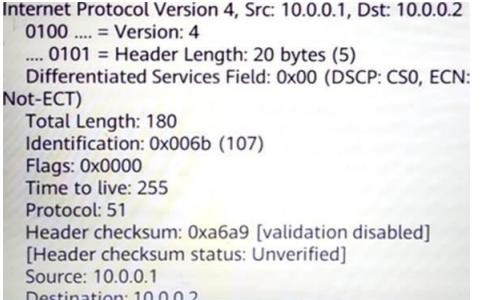 Internet Protocol Version 4, Src: 10.0.0.1, Dst: 10.0.0.2
0100 .... = Version: 4
.... 0101 = Header Length: 20 bytes (5)
Differentiated Services Field: 0x00 (DSCP: CS0, ECN:
Not-ECT)
Total Length: 180
Identification: 0x006b (107)
Flags: 0x0000
Time to live: 255
Protocol: 51
Header checksum: 0xa6a9 [validation disabled]
[Header checksum status: Unverified]
Source: 10.0.0.1
Destination: 10.0.0.2